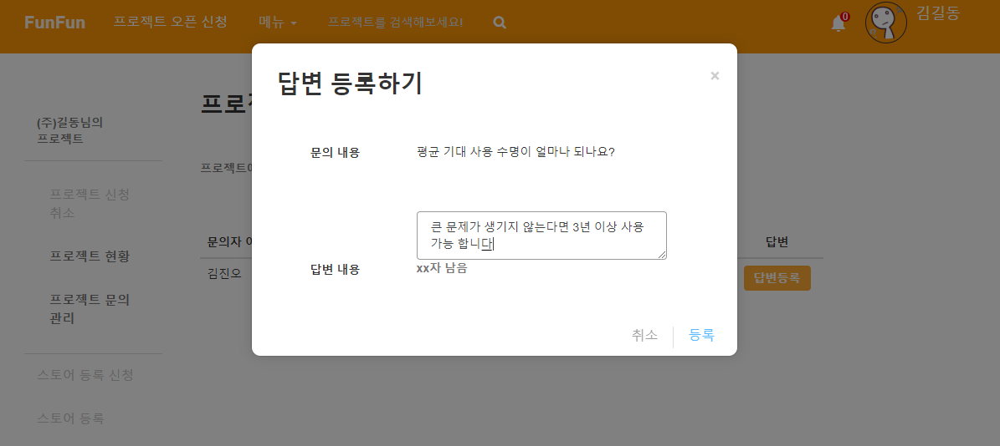 FunFun 프로젝트 오픈 신청 메뉴 프로젝트를 검색해보세요! 0 김길동
답변 등록하기 ×
(주)길동님의
프로젝트
문의 내용 평균 기대 사용 수명이 얼마나 되나요?
프로젝트
프로젝트 신청
취소
큰 문제가 생기지 않는다면 3년 이상 사용
가능 합니다
문의자 답변
프로젝트 현황
답변 내용 xx자 남음
김진오 답변등록
프로젝트 문의
관리
취소 등록
스토어 등록 신청
스토어 등록